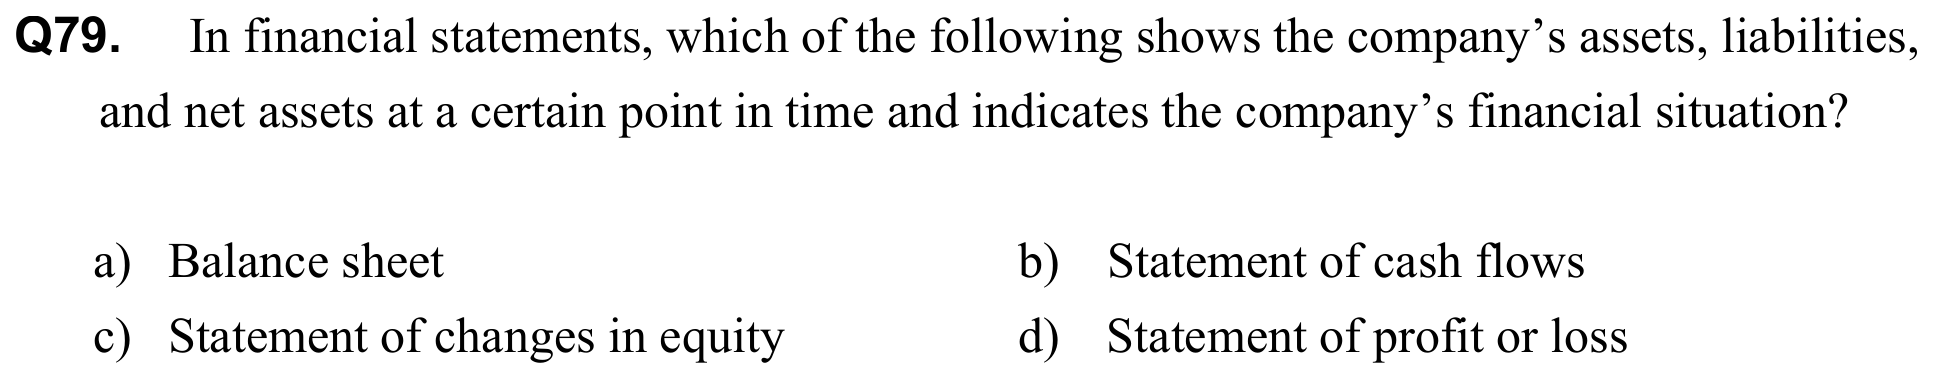 Q79. In financial statements, which of the following shows the company’s assets, liabilities,
and net assets at a certain point in time and indicates the company’s financial situation?
a) Balance sheet b) Statement of cash flows
c) Statement of changes in equity d) Statement of profit or loss